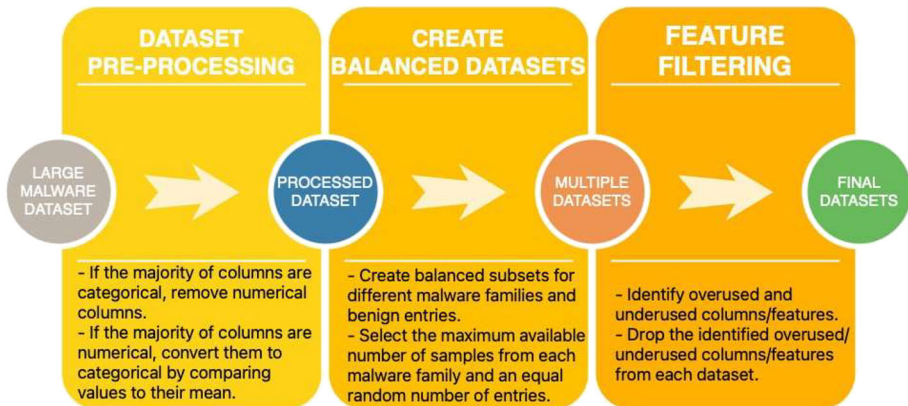 DATASET
PRE-PROCESSING
CREATE
BALANCED DATASETS
FEATURE
FILTERING
LARGE
MALWARE
DATASET
PROCESSED
DATASET
MULTIPLE
DATASETS
FINAL
DATASETS
- If the majority of columns are
categorical, remove numerical
columns.
- If the majority of columns are
numerical, convert them to
categorical by comparing
values to their mean.
- Create balanced subsets for
different malware families and
benign entries.
- Select the maximum available
number of samples from each
malware family and an equal
random number of entries.
- Identify overused and
underused columns/features.
- Drop the identified overused/
underused columns/features
from each dataset.